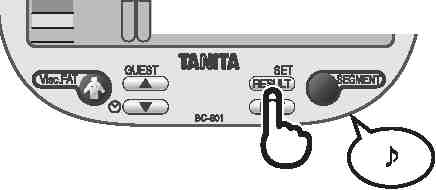 TANITA
GUEST
SET
Visc.FAT
RESULT
SEGMENT
BC-601